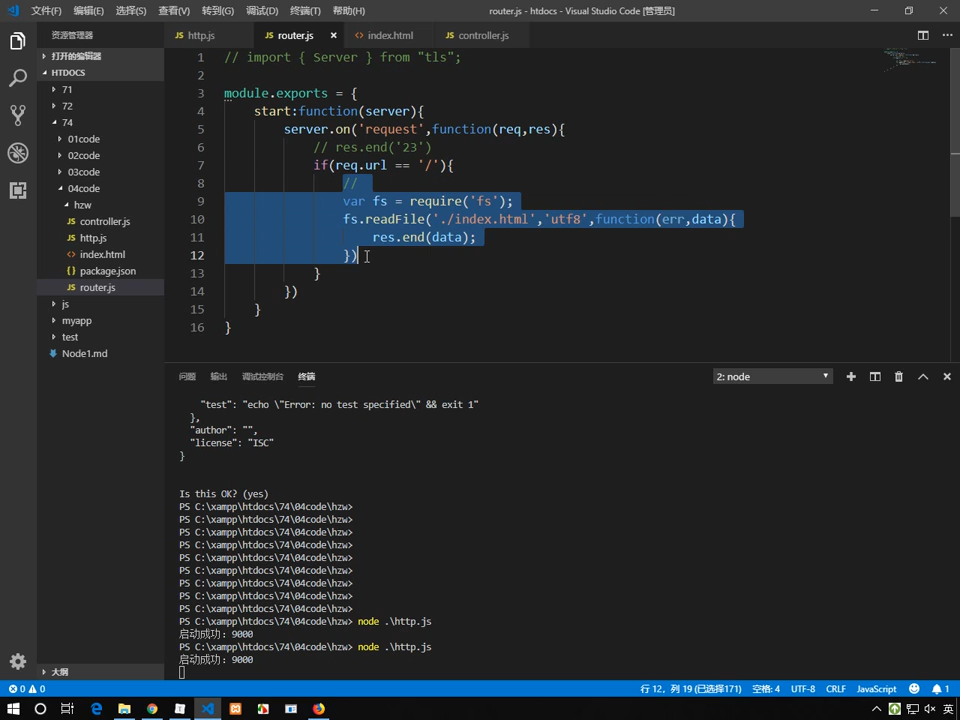 文件(F) 编辑(E) 选择(S) 查看(V) 转到(G) 调试(D) 终端(T) 帮助(H) router.js - htdocs - Visual Studio Code [管理员]
资源管理器 JS http.js JS router.js × <> index.html JS controller.js
打开的编辑器
HTDOCS
71
72
74
01code
02code
03code
04code
hzw
JS controller.js
JS http.js
<> index.html
{} package.json
JS router.js
js
myapp
test
Node1.md
大纲
1 // import { Server } from "tls";
2
3 module.exports = {
4 start:function(server){
5 server.on('request',function(req,res){
6 // res.end('23')
7 if(req.url == '/'){
8 //
9 var fs = require('fs');
10 fs.readFile('./index.html','utf8',function(err,data){
11 res.end(data);
12 })
13 }
14 })
15 }
16 }
问题 输出 调试控制台 终端 2: node
"test": "echo \"Error: no test specified\" && exit 1"
},
"author": "",
"license": "ISC"
}
Is this OK? (yes)
PS C:\xampp\htdocs\74\04code\hzw>
PS C:\xampp\htdocs\74\04code\hzw>
PS C:\xampp\htdocs\74\04code\hzw>
PS C:\xampp\htdocs\74\04code\hzw>
PS C:\xampp\htdocs\74\04code\hzw>
PS C:\xampp\htdocs\74\04code\hzw>
PS C:\xampp\htdocs\74\04code\hzw>
PS C:\xampp\htdocs\74\04code\hzw>
PS C:\xampp\htdocs\74\04code\hzw>
PS C:\xampp\htdocs\74\04code\hzw> node .\http.js
启动成功: 9000
PS C:\xampp\htdocs\74\04code\hzw> node .\http.js
启动成功: 9000
0 0 行 12，列 19 (已选择171) 空格: 4 UTF-8 CRLF JavaScript 1
英